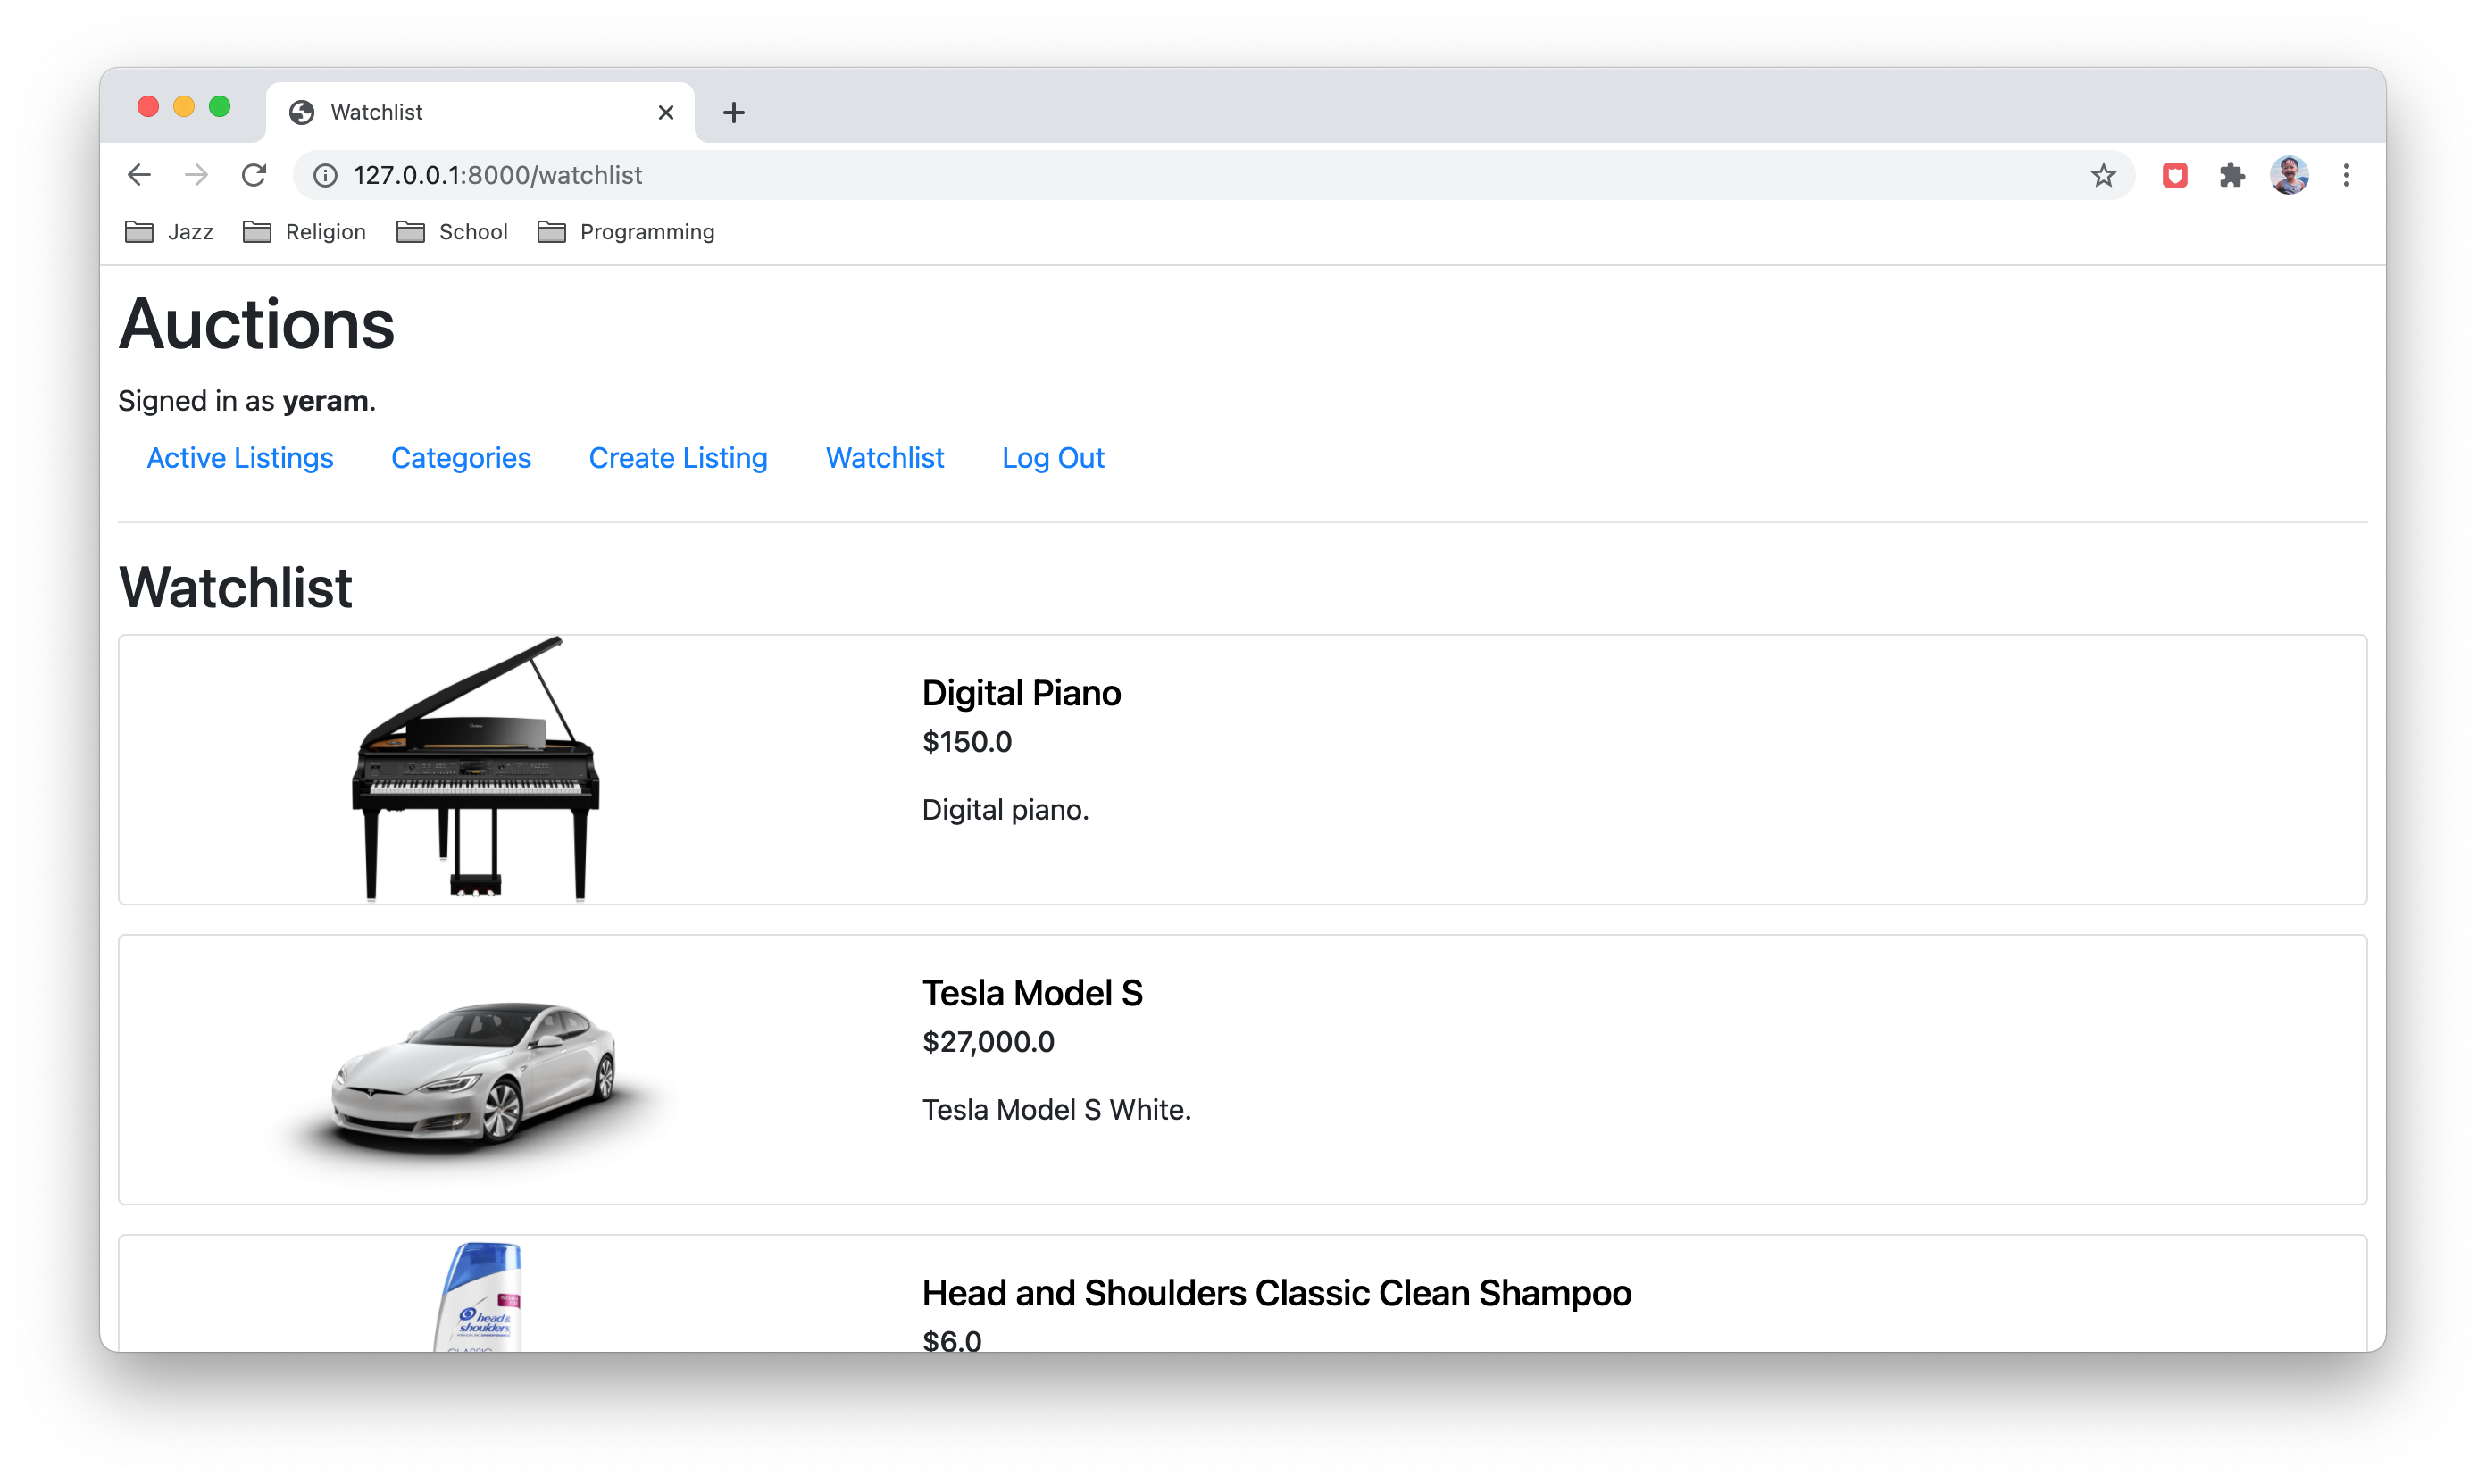 Watchlist
127.0.0.1:8000/watchlist
Jazz Religion School Programming
Auctions
Signed in as yeram.
Active Listings Categories Create Listing Watchlist Log Out
Watchlist
Digital Piano
$150.0
Digital piano.
Tesla Model S
$27,000.0
Tesla Model S White.
head&
shoulders
Head and Shoulders Classic Clean Shampoo
$6.0